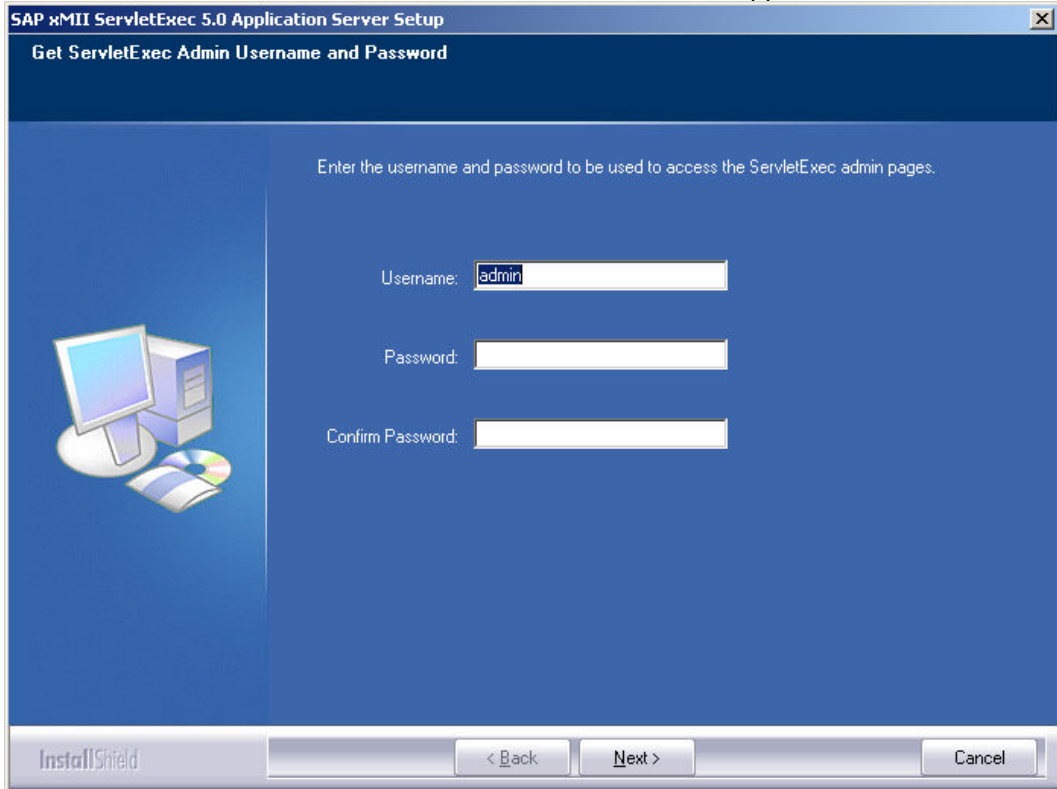 SAP xMII ServletExec 5.0 Application Server Setup
Get ServletExec Admin Username and Password
Enter the username and password to be used to access the ServletExec admin pages.
Username: admin
Password:
Confirm Password:
InstallShield
< Back Next > Cancel